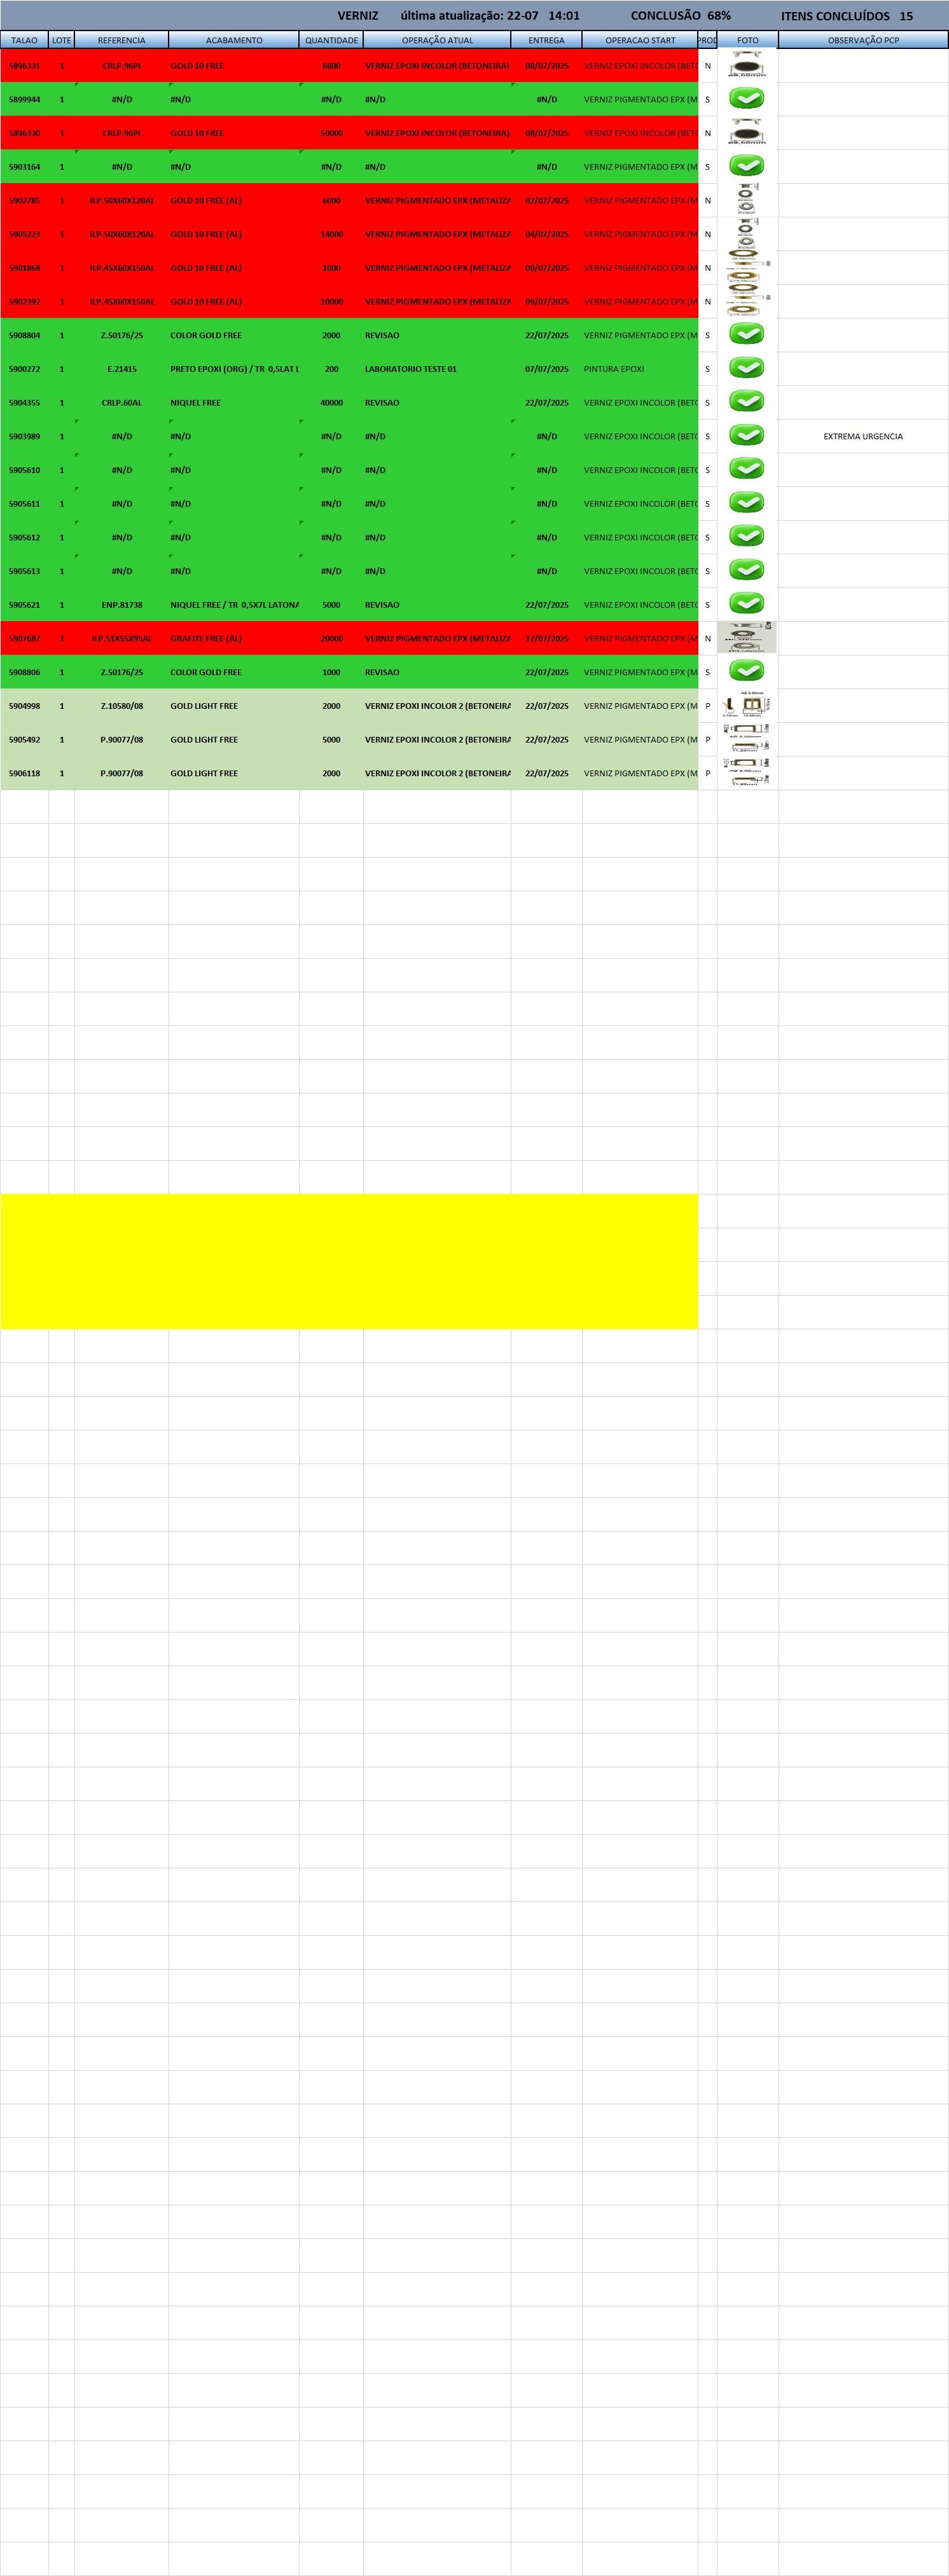 VERNIZ última atualização: 22-07 14:01 CONCLUSÃO 68% ITENS CONCLUÍDOS 15
TALAO LOTE REFERENCIA ACABAMENTO QUANTIDADE OPERAÇÃO ATUAL ENTREGA OPERACAO START PROD FOTO OBSERVAÇÃO PCP
5896331 1 CRLP.96PL GOLD 10 FREE 6800 VERNIZ EPOXI INCOLOR (BETONEIRA) 08/07/2025 VERNIZ EPOXI INCOLOR (BETO N
5899944 1 #N/D #N/D #N/D #N/D #N/D VERNIZ PIGMENTADO EPX (M S
5896330 1 CRLP.96PL GOLD 10 FREE 50000 VERNIZ EPOXI INCOLOR (BETONEIRA) 08/07/2025 VERNIZ EPOXI INCOLOR (BETO N
5903164 1 #N/D #N/D #N/D #N/D #N/D VERNIZ PIGMENTADO EPX (M S
5902785 1 ILP.50X60X120AL GOLD 10 FREE (AL) 6000 VERNIZ PIGMENTADO EPX (METALIZA 02/07/2025 VERNIZ PIGMENTADO EPX (M N
5905223 1 ILP.50X60X120AL GOLD 10 FREE (AL) 14000 VERNIZ PIGMENTADO EPX (METALIZA 04/07/2025 VERNIZ PIGMENTADO EPX (M N
5901868 1 ILP.45X60X150AL GOLD 10 FREE (AL) 1000 VERNIZ PIGMENTADO EPX (METALIZA 09/07/2025 VERNIZ PIGMENTADO EPX (M N
5902392 1 ILP.45X60X150AL GOLD 10 FREE (AL) 10000 VERNIZ PIGMENTADO EPX (METALIZA 09/07/2025 VERNIZ PIGMENTADO EPX (M N
5908804 1 Z.50176/25 COLOR GOLD FREE 2000 REVISAO 22/07/2025 VERNIZ PIGMENTADO EPX (M S
5900272 1 E.21415 PRETO EPOXI (ORG) / TR 0,5LAT L 200 LABORATORIO TESTE 01 07/07/2025 PINTURA EPOXI S
5904355 1 CRLP.60AL NIQUEL FREE 40000 REVISAO 22/07/2025 VERNIZ EPOXI INCOLOR (BETO S
5903989 1 #N/D #N/D #N/D #N/D #N/D VERNIZ EPOXI INCOLOR (BETO S EXTREMA URGENCIA
5905610 1 #N/D #N/D #N/D #N/D #N/D VERNIZ EPOXI INCOLOR (BETO S
5905611 1 #N/D #N/D #N/D #N/D #N/D VERNIZ EPOXI INCOLOR (BETO S
5905612 1 #N/D #N/D #N/D #N/D #N/D VERNIZ EPOXI INCOLOR (BETO S
5905613 1 #N/D #N/D #N/D #N/D #N/D VERNIZ EPOXI INCOLOR (BETO S
5905621 1 ENP.81738 NIQUEL FREE / TR 0,5X7L LATONA 5000 REVISAO 22/07/2025 VERNIZ EPOXI INCOLOR (BETO S
5907687 1 ILP.51X55X95AL GRAFITE FREE (AL) 20000 VERNIZ PIGMENTADO EPX (METALIZA 17/07/2025 VERNIZ PIGMENTADO EPX (M N
5908806 1 Z.50176/25 COLOR GOLD FREE 1000 REVISAO 22/07/2025 VERNIZ PIGMENTADO EPX (M S
5904998 1 Z.10580/08 GOLD LIGHT FREE 2000 VERNIZ EPOXI INCOLOR 2 (BETONEIRA 22/07/2025 VERNIZ PIGMENTADO EPX (M P
5905492 1 P.90077/08 GOLD LIGHT FREE 5000 VERNIZ EPOXI INCOLOR 2 (BETONEIRA 22/07/2025 VERNIZ PIGMENTADO EPX (M P
5906118 1 P.90077/08 GOLD LIGHT FREE 2000 VERNIZ EPOXI INCOLOR 2 (BETONEIRA 22/07/2025 VERNIZ PIGMENTADO EPX (M P